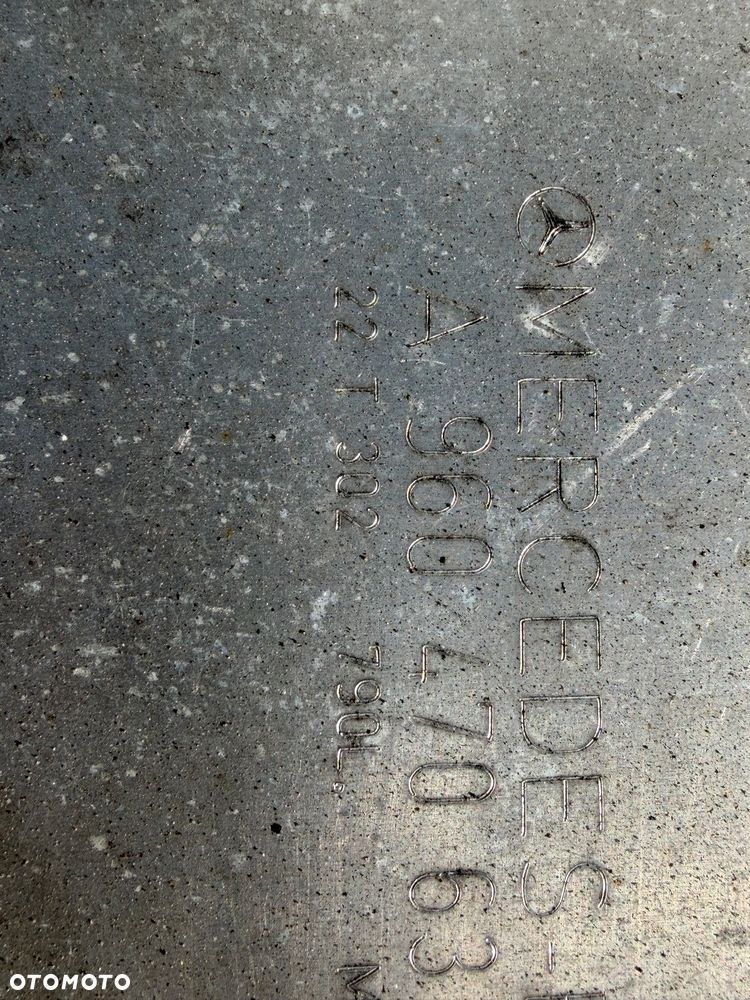 MERCEDES-
A 960 470 63
22 T 302 790L.
OTOMOTO